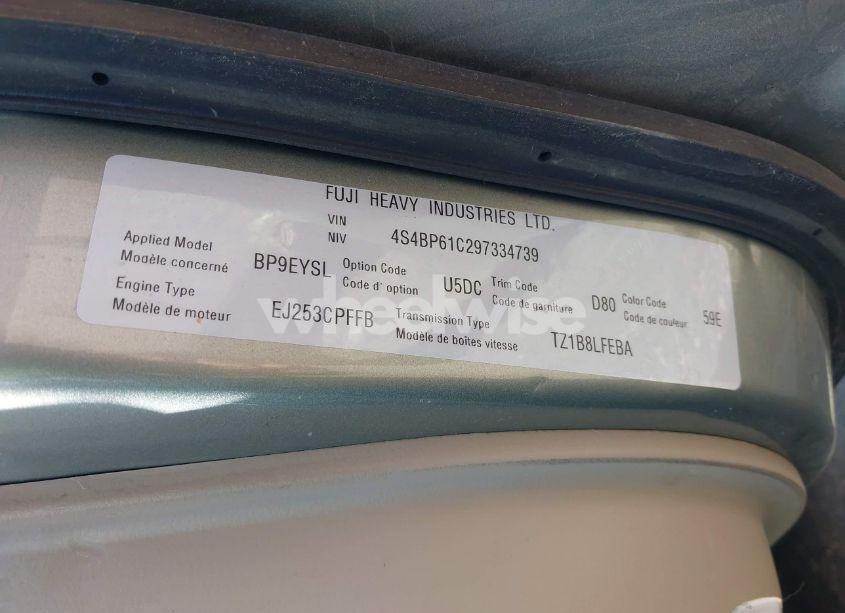 FUJI HEAVY INDUSTRIES LTD.
VIN
NIV 4S4BP61C297334739
Applied Model
Modèle concerné BP9EYSL Option Code
Code d' option U5DC Trim Code
Code de garniture D80 Color Code
Code de couleur 59E
Engine Type
Modèle de moteur EJ253CPFFB Transmission Type
Modèle de boîtes vitesse TZ1B8LFEBA
wheelwise